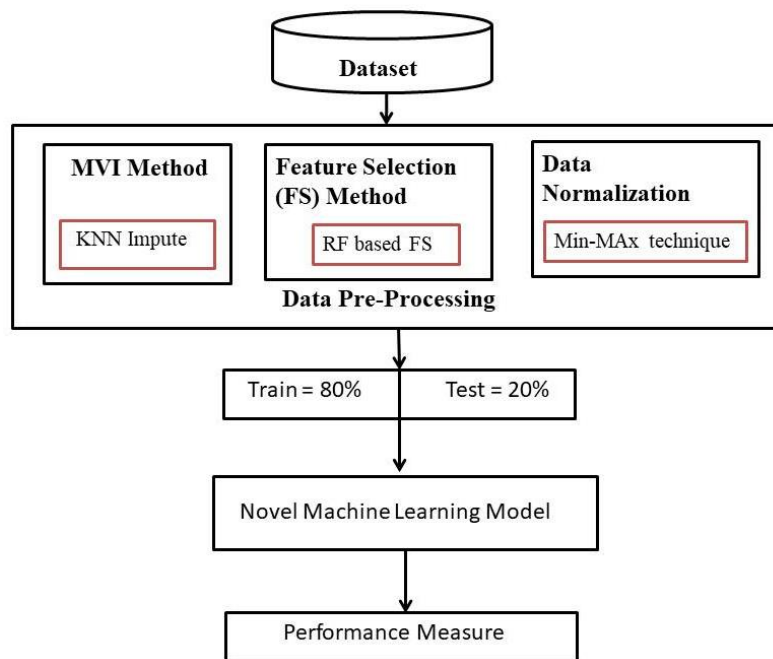 Dataset
MVI Method
KNN Impute
Feature Selection
(FS) Method
RF based FS
Data
Normalization
Min-MAx technique
Data Pre-Processing
Train = 80%
Test = 20%
Novel Machine Learning Model
Performance Measure